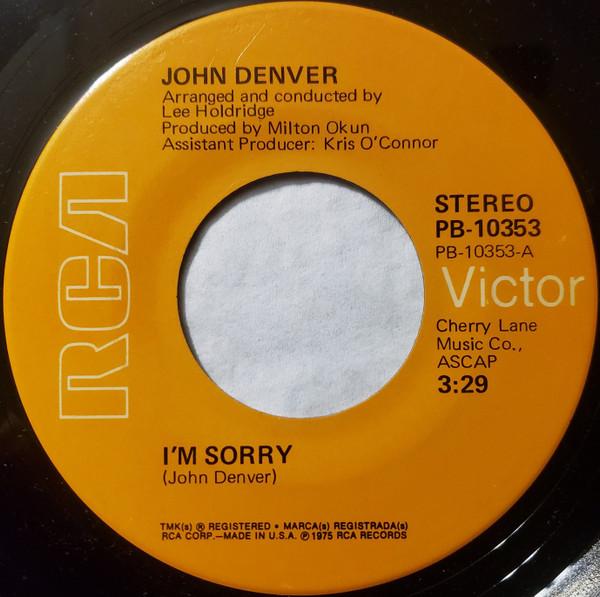 JOHN DENVER
Arranged and conducted by
Lee Holdridge
Produced by Milton Okun
Assistant Producer: Kris O'Connor
RCA
STEREO
PB-10353
PB-10353-A
Victor
Cherry Lane
Music Co.,
ASCAP
3:29
I'M SORRY
(John Denver)
TMK(s) ® REGISTERED • MARCA(s) REGISTRADA(s)
RCA CORP.—MADE IN U.S.A. ℗ 1975 RCA RECORDS